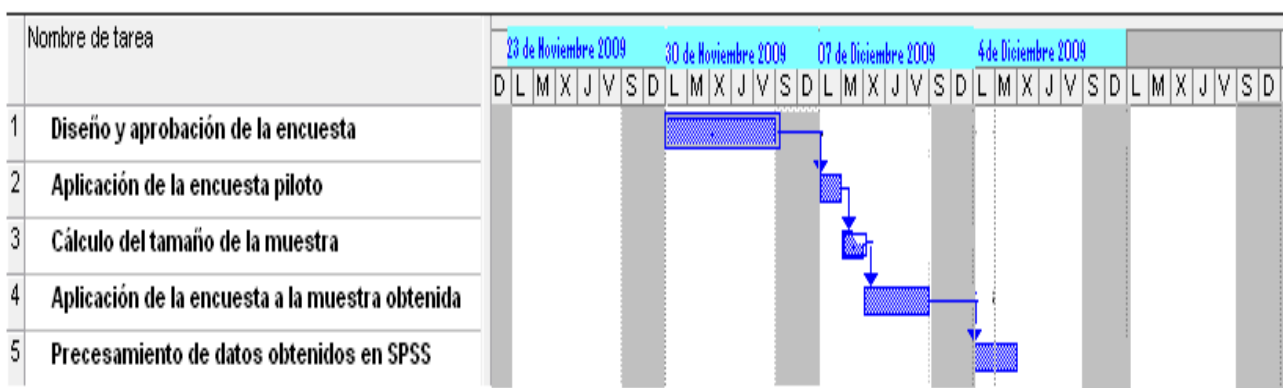 Nombre de tarea
23 de Noviembre 2009 30 de Noviembre 2009 07 de Diciembre 2009 4de Diciembre 2009
D L M X J V S D L M X J V S D L M X J V S D L M X J V S D L M X J V S D
1 Diseño y aprobación de la encuesta
2 Aplicación de la encuesta piloto
3 Cálculo del tamaño de la muestra
4 Aplicación de la encuesta a la muestra obtenida
5 Precesamiento de datos obtenidos en SPSS